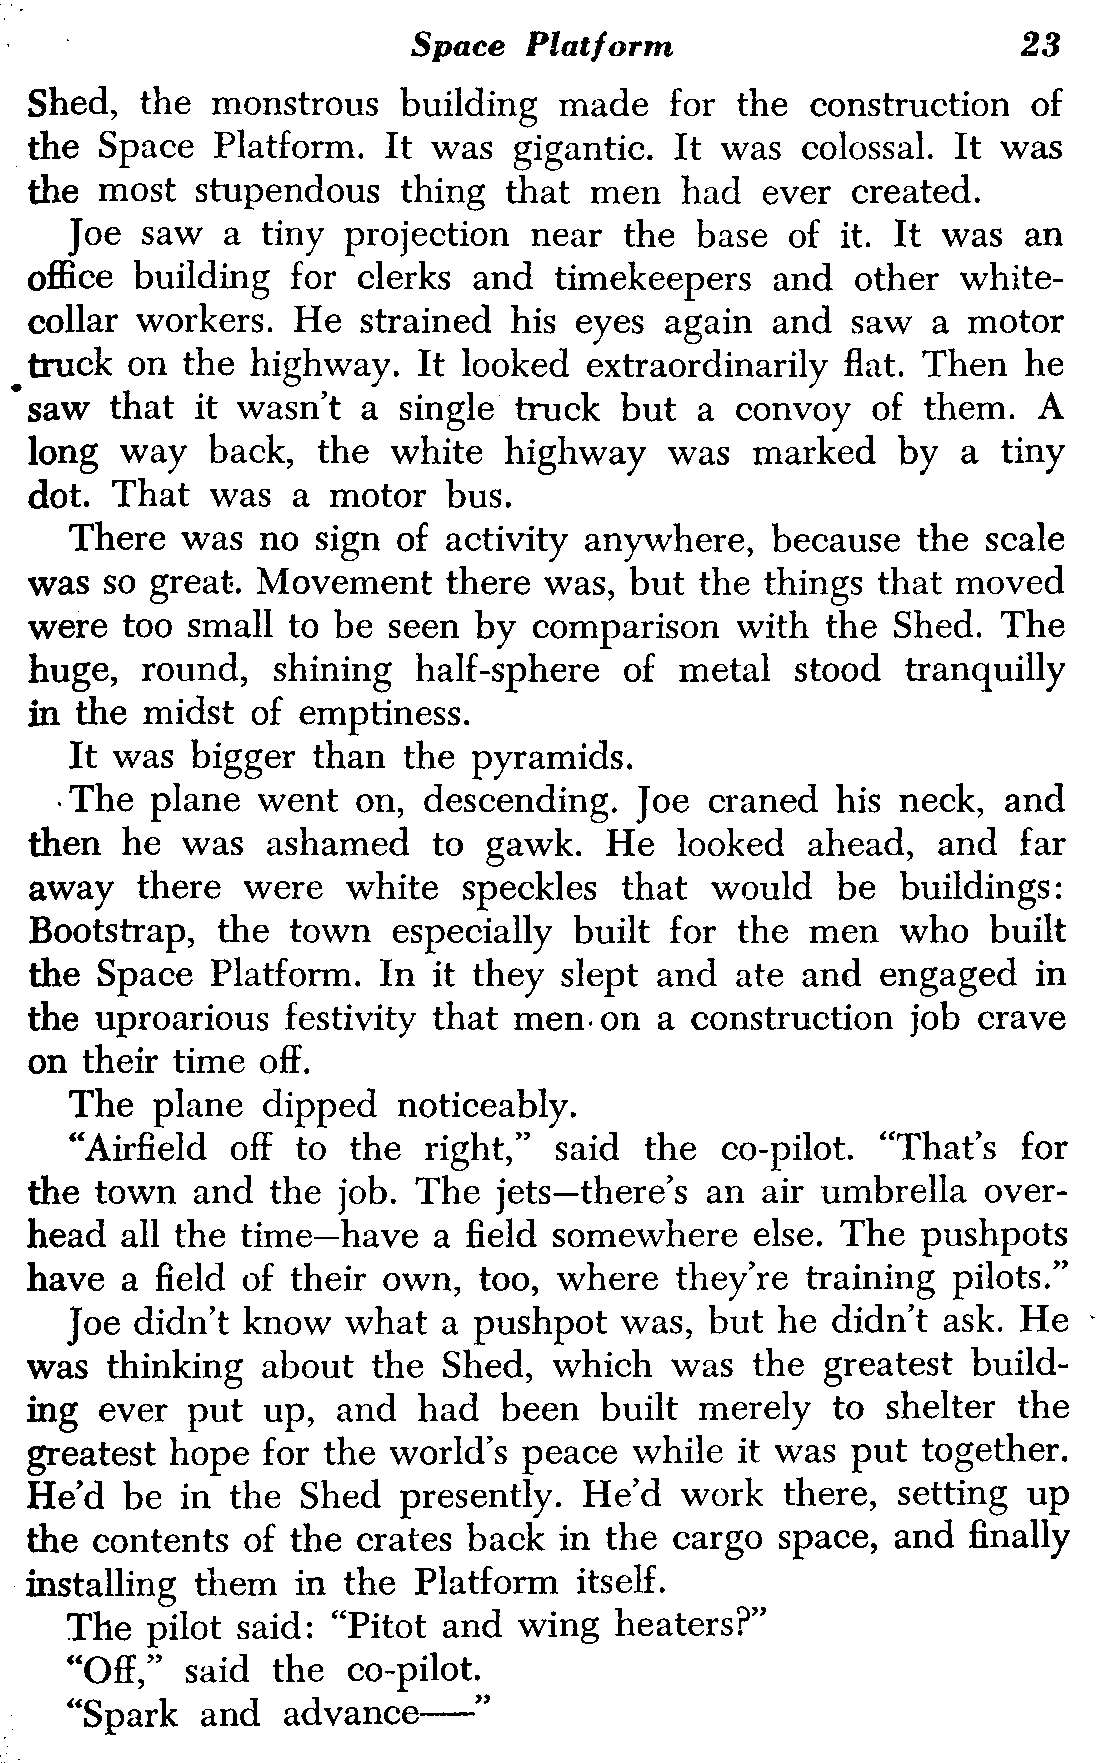 Space Platform 23
Shed, the monstrous building made for the construction of
the Space Platform. It was gigantic. It was colossal. It was
the most stupendous thing that men had ever created.
Joe saw a tiny projection near the base of it. It was an
office building for clerks and timekeepers and other white-
collar workers. He strained his eyes again and saw a motor
truck on the highway. It looked extraordinarily flat. Then he
saw that it wasn't a single truck but a convoy of them. A
long way back, the white highway was marked by a tiny
dot. That was a motor bus.
There was no sign of activity anywhere, because the scale
was so great. Movement there was, but the things that moved
were too small to be seen by comparison with the Shed. The
huge, round, shining half-sphere of metal stood tranquilly
in the midst of emptiness.
It was bigger than the pyramids.
The plane went on, descending. Joe craned his neck, and
then he was ashamed to gawk. He looked ahead, and far
away there were white speckles that would be buildings:
Bootstrap, the town especially built for the men who built
the Space Platform. In it they slept and ate and engaged in
the uproarious festivity that men on a construction job crave
on their time off.
The plane dipped noticeably.
"Airfield off to the right," said the co-pilot. "That's for
the town and the job. The jets—there's an air umbrella over-
head all the time—have a field somewhere else. The pushpots
have a field of their own, too, where they're training pilots."
Joe didn't know what a pushpot was, but he didn't ask. He
was thinking about the Shed, which was the greatest build-
ing ever put up, and had been built merely to shelter the
greatest hope for the world's peace while it was put together.
He'd be in the Shed presently. He'd work there, setting up
the contents of the crates back in the cargo space, and finally
installing them in the Platform itself.
The pilot said: "Pitot and wing heaters?"
"Off," said the co-pilot.
"Spark and advance——"